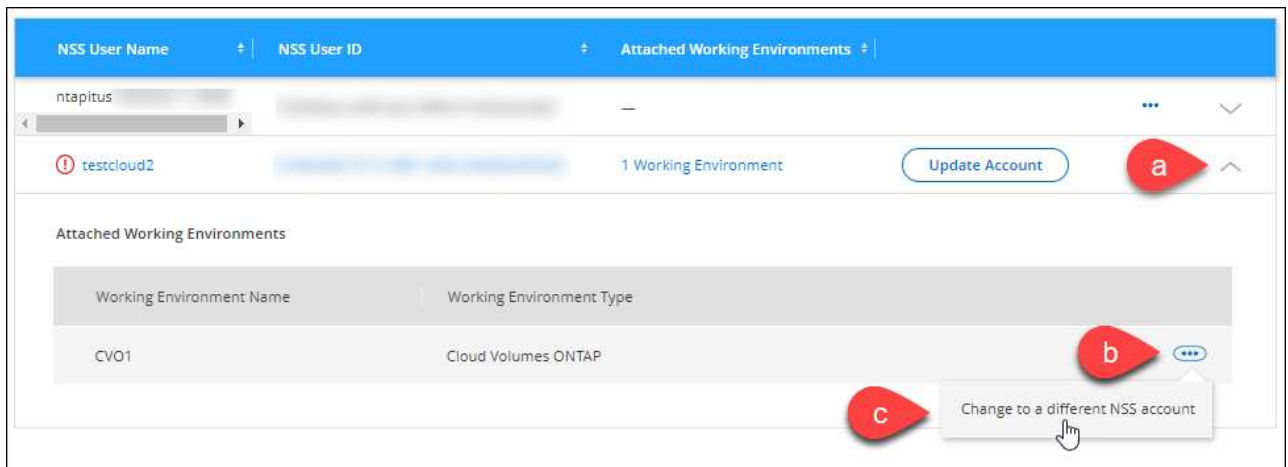 NSS User Name NSS User ID Attached Working Environments
ntapitus — •••
testcloud2 1 Working Environment Update Account a
Attached Working Environments
Working Environment Name Working Environment Type
CVO1 Cloud Volumes ONTAP b •••
c Change to a different NSS account